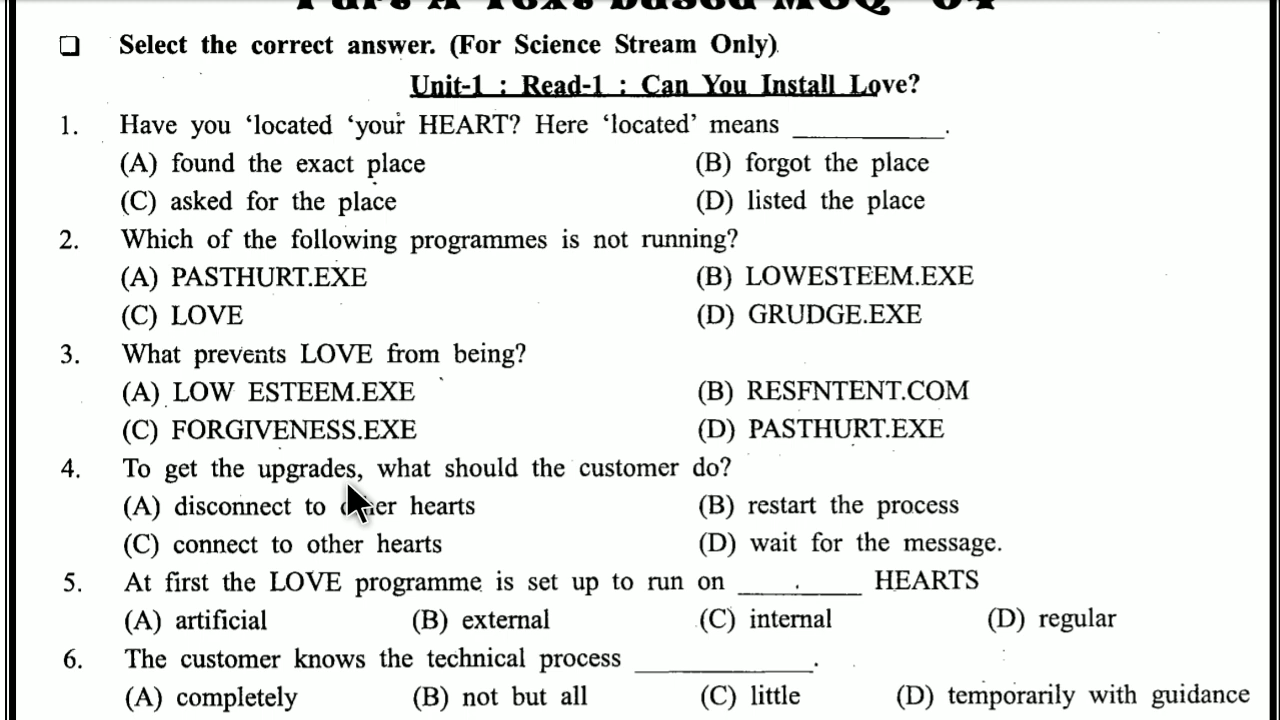 ❑ Select the correct answer. (For Science Stream Only)
Unit-1 : Read-1 : Can You Install Love?
1. Have you ‘located ‘your HEART? Here ‘located’ means __________.
(A) found the exact place (B) forgot the place
(C) asked for the place (D) listed the place
2. Which of the following programmes is not running?
(A) PASTHURT.EXE (B) LOWESTEEM.EXE
(C) LOVE (D) GRUDGE.EXE
3. What prevents LOVE from being?
(A) LOW ESTEEM.EXE (B) RESFNTENT.COM
(C) FORGIVENESS.EXE (D) PASTHURT.EXE
4. To get the upgrades, what should the customer do?
(A) disconnect to other hearts (B) restart the process
(C) connect to other hearts (D) wait for the message.
5. At first the LOVE programme is set up to run on ________ HEARTS
(A) artificial (B) external (C) internal (D) regular
6. The customer knows the technical process ____________.
(A) completely (B) not but all (C) little (D) temporarily with guidance